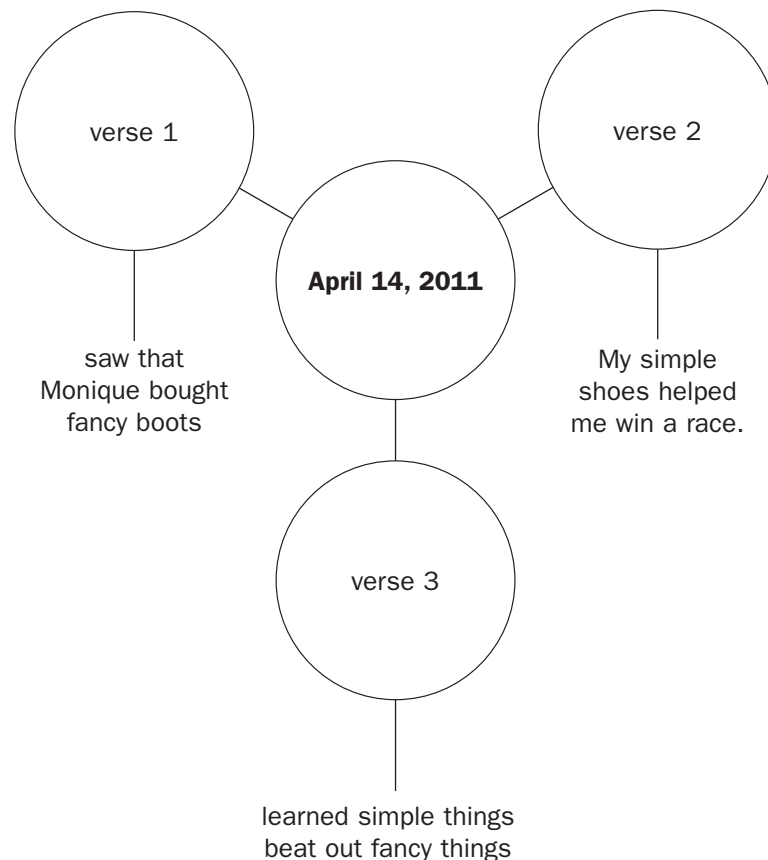 verse 1
verse 2
April 14, 2011
saw that
Monique bought
fancy boots
My simple
shoes helped
me win a race.
verse 3
learned simple things
beat out fancy things